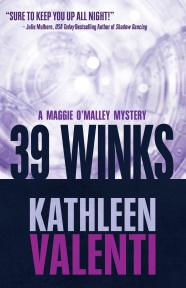 "SURE TO KEEP YOU UP ALL NIGHT!"
– Julie Mulhern, USA Today Bestselling Author of Shadow Dancing
A MAGGIE O'MALLEY MYSTERY
39 WINKS
KATHLEEN
VALENTI